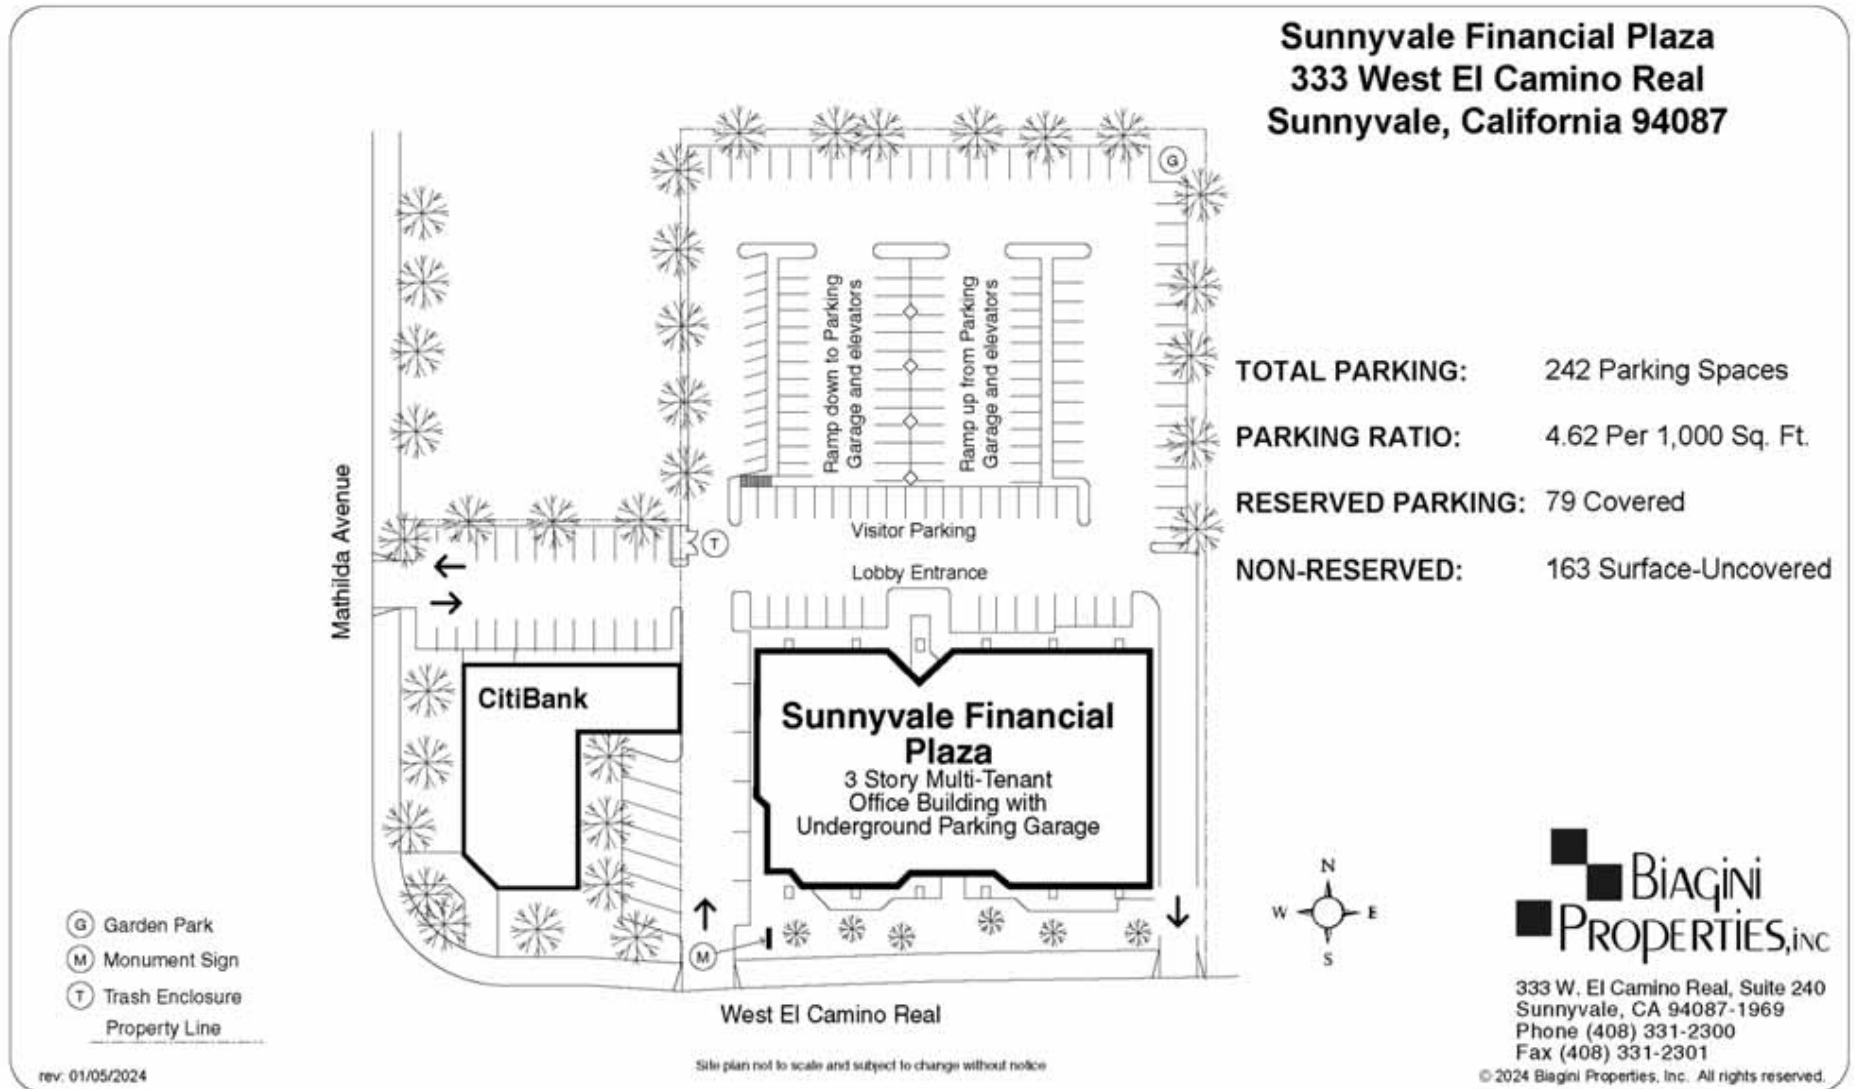 Sunnyvale Financial Plaza
333 West El Camino Real
Sunnyvale, California 94087
G
Ramp down to Parking
Garage and elevators
Ramp up from Parking
Garage and elevators
TOTAL PARKING: 242 Parking Spaces
PARKING RATIO: 4.62 Per 1,000 Sq. Ft.
RESERVED PARKING: 79 Covered
NON-RESERVED: 163 Surface-Uncovered
Mathilda Avenue
T
Visitor Parking
Lobby Entrance
CitiBank
Sunnyvale Financial
Plaza
3 Story Multi-Tenant
Office Building with
Underground Parking Garage
M
West El Camino Real
N
W E
S
G Garden Park
M Monument Sign
T Trash Enclosure
Property Line
rev: 01/05/2024
Site plan not to scale and subject to change without notice
BiAGiNi
PROPERTiES, iNC
333 W. El Camino Real, Suite 240
Sunnyvale, CA 94087-1969
Phone (408) 331-2300
Fax (408) 331-2301
© 2024 Biagini Properties, Inc. All rights reserved.